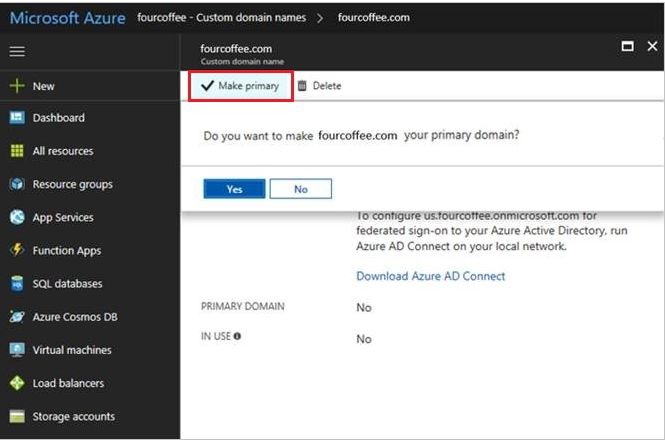 Microsoft Azure fourcoffee - Custom domain names > fourcoffee.com
fourcoffee.com
Custom domain name
Make primary Delete
Do you want to make fourcoffee.com your primary domain?
Yes No
To configure us.fourcoffee.onmicrosoft.com for
federated sign-on to your Azure Active Directory, run
Azure AD Connect on your local network.
Download Azure AD Connect
PRIMARY DOMAIN No
IN USE No
New
Dashboard
All resources
Resource groups
App Services
Function Apps
SQL databases
Azure Cosmos DB
Virtual machines
Load balancers
Storage accounts